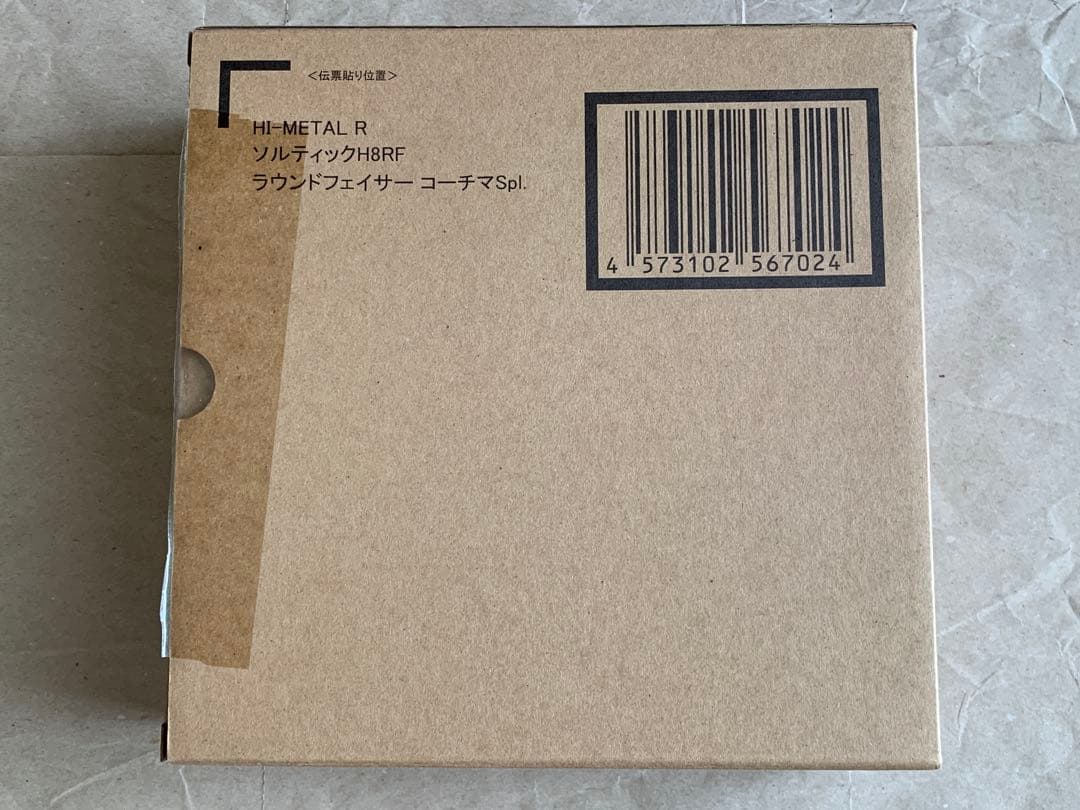 <伝票貼り位置>
HI-METAL R
ソルティックH8RF
ラウンドフェイサー コーチマSpl.
4 573102 567024